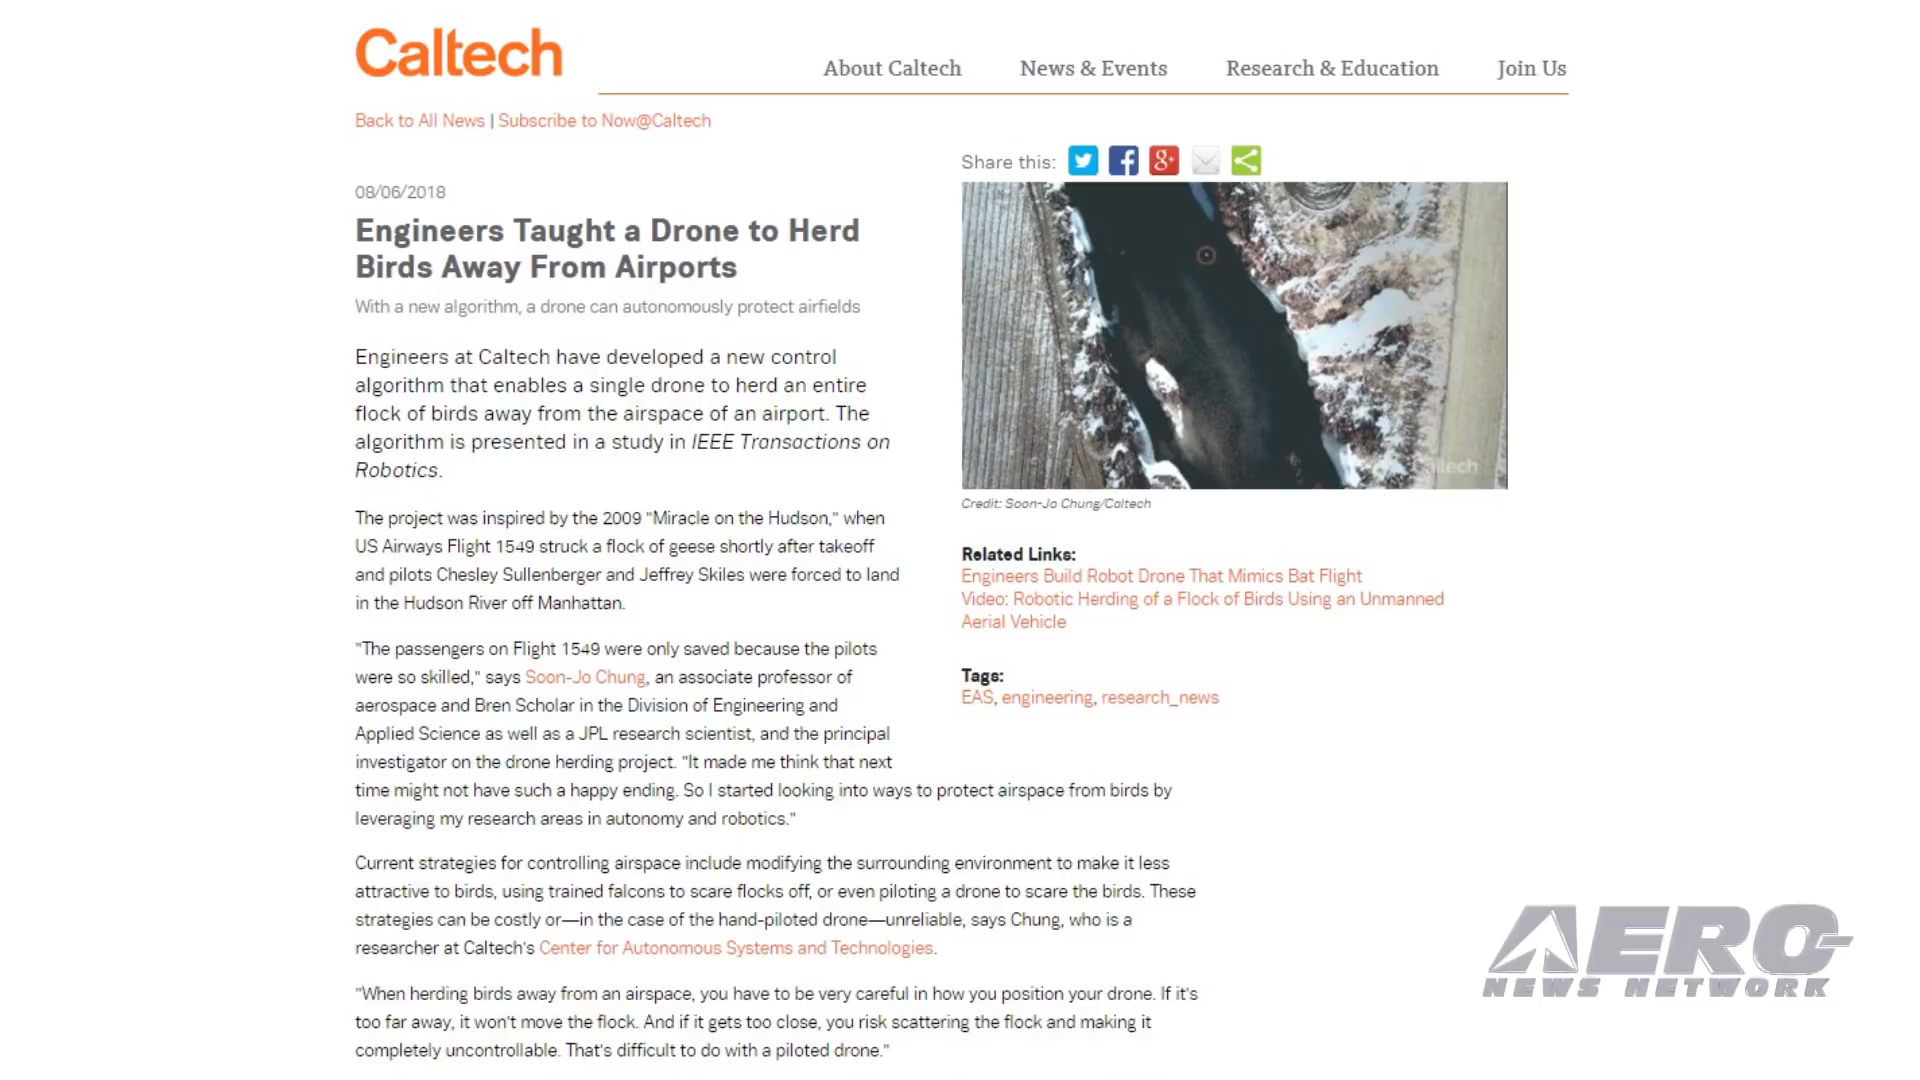 Caltech
About Caltech
News & Events
Research & Education
Join Us
Back to All News | Subscribe to Now@Caltech
Share this:
08/06/2018
Engineers Taught a Drone to Herd
Birds Away From Airports
With a new algorithm, a drone can autonomously protect airfields
Engineers at Caltech have developed a new control
algorithm that enables a single drone to herd an entire
flock of birds away from the airspace of an airport. The
algorithm is presented in a study in IEEE Transactions on
Robotics.
The project was inspired by the 2009 "Miracle on the Hudson," when
US Airways Flight 1549 struck a flock of geese shortly after takeoff
and pilots Chesley Sullenberger and Jeffrey Skiles were forced to land
in the Hudson River off Manhattan.
"The passengers on Flight 1549 were only saved because the pilots
were so skilled," says Soon-Jo Chung, an associate professor of
aerospace and Bren Scholar in the Division of Engineering and
Applied Science as well as a JPL research scientist, and the principal
investigator on the drone herding project. "It made me think that next
time might not have such a happy ending. So I started looking into ways to protect airspace from birds by
leveraging my research areas in autonomy and robotics."
Current strategies for controlling airspace include modifying the surrounding environment to make it less
attractive to birds, using trained falcons to scare flocks off, or even piloting a drone to scare the birds. These
strategies can be costly or—in the case of the hand-piloted drone—unreliable, says Chung, who is a
researcher at Caltech's Center for Autonomous Systems and Technologies.
"When herding birds away from an airspace, you have to be very careful in how you position your drone. If it's
too far away, it won't move the flock. And if it gets too close, you risk scattering the flock and making it
completely uncontrollable. That's difficult to do with a piloted drone."
Caltech
Credit: Soon-Jo Chung/Caltech
Related Links:
Engineers Build Robot Drone That Mimics Bat Flight
Video: Robotic Herding of a Flock of Birds Using an Unmanned
Aerial Vehicle
Tags:
EAS, engineering, research_news
AERO-
NEWS NETWORK